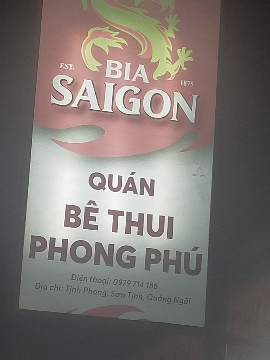 BIA
EST. 1875
SAIGON
QUÁN
BÊ THUI
PHONG PHÚ
Điện thoại: 0979 714 186
Địa chỉ: Tịnh Phong, Sơn Tịnh, Quảng Ngãi